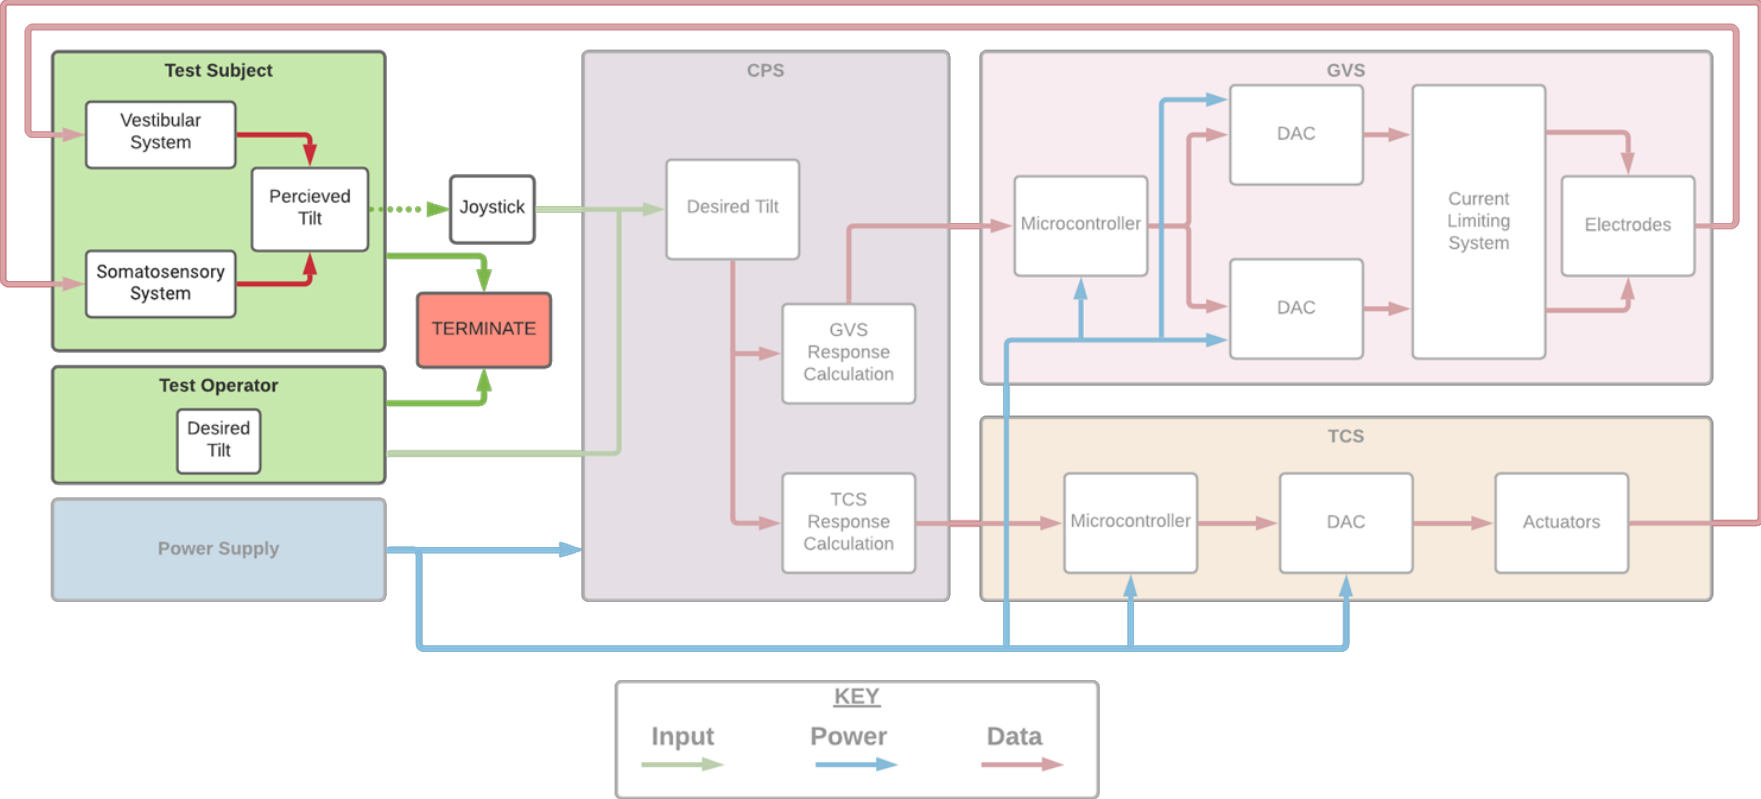 Test Subject
Vestibular
System
Percieved
Tilt
Somatosensory
System
Joystick
TERMINATE
Test Operator
Desired
Tilt
Power Supply
CPS
Desired Tilt
GVS
Response
Calculation
TCS
Response
Calculation
GVS
Microcontroller
DAC
DAC
Current
Limiting
System
Electrodes
TCS
Microcontroller
DAC
Actuators
KEY
Input
Power
Data